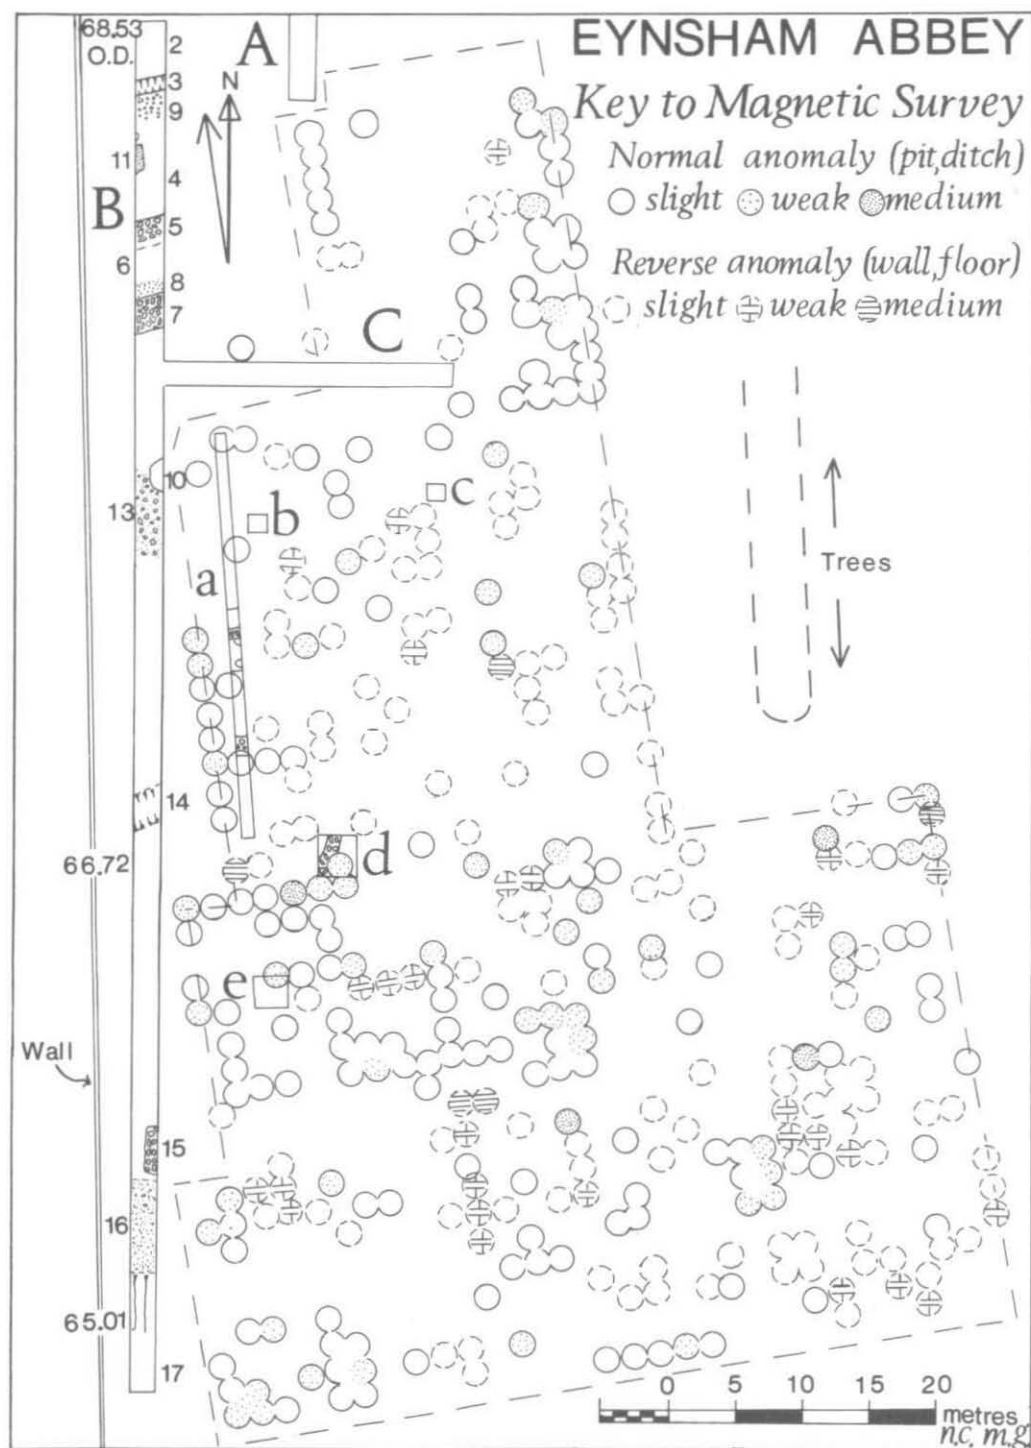 EYNSHAM ABBEY
Key to Magnetic Survey
Normal anomaly (pit,ditch)
slight weak medium
Reverse anomaly (wall,floor)
slight weak medium
68.53
O.D.
2
3
9
11
4
5
6
8
7
A
N
B
C
10
13
a
b
c
Trees
14
66.72
d
e
Wall
15
16
65.01
17
0 5 10 15 20
metres
n.c. m.g.